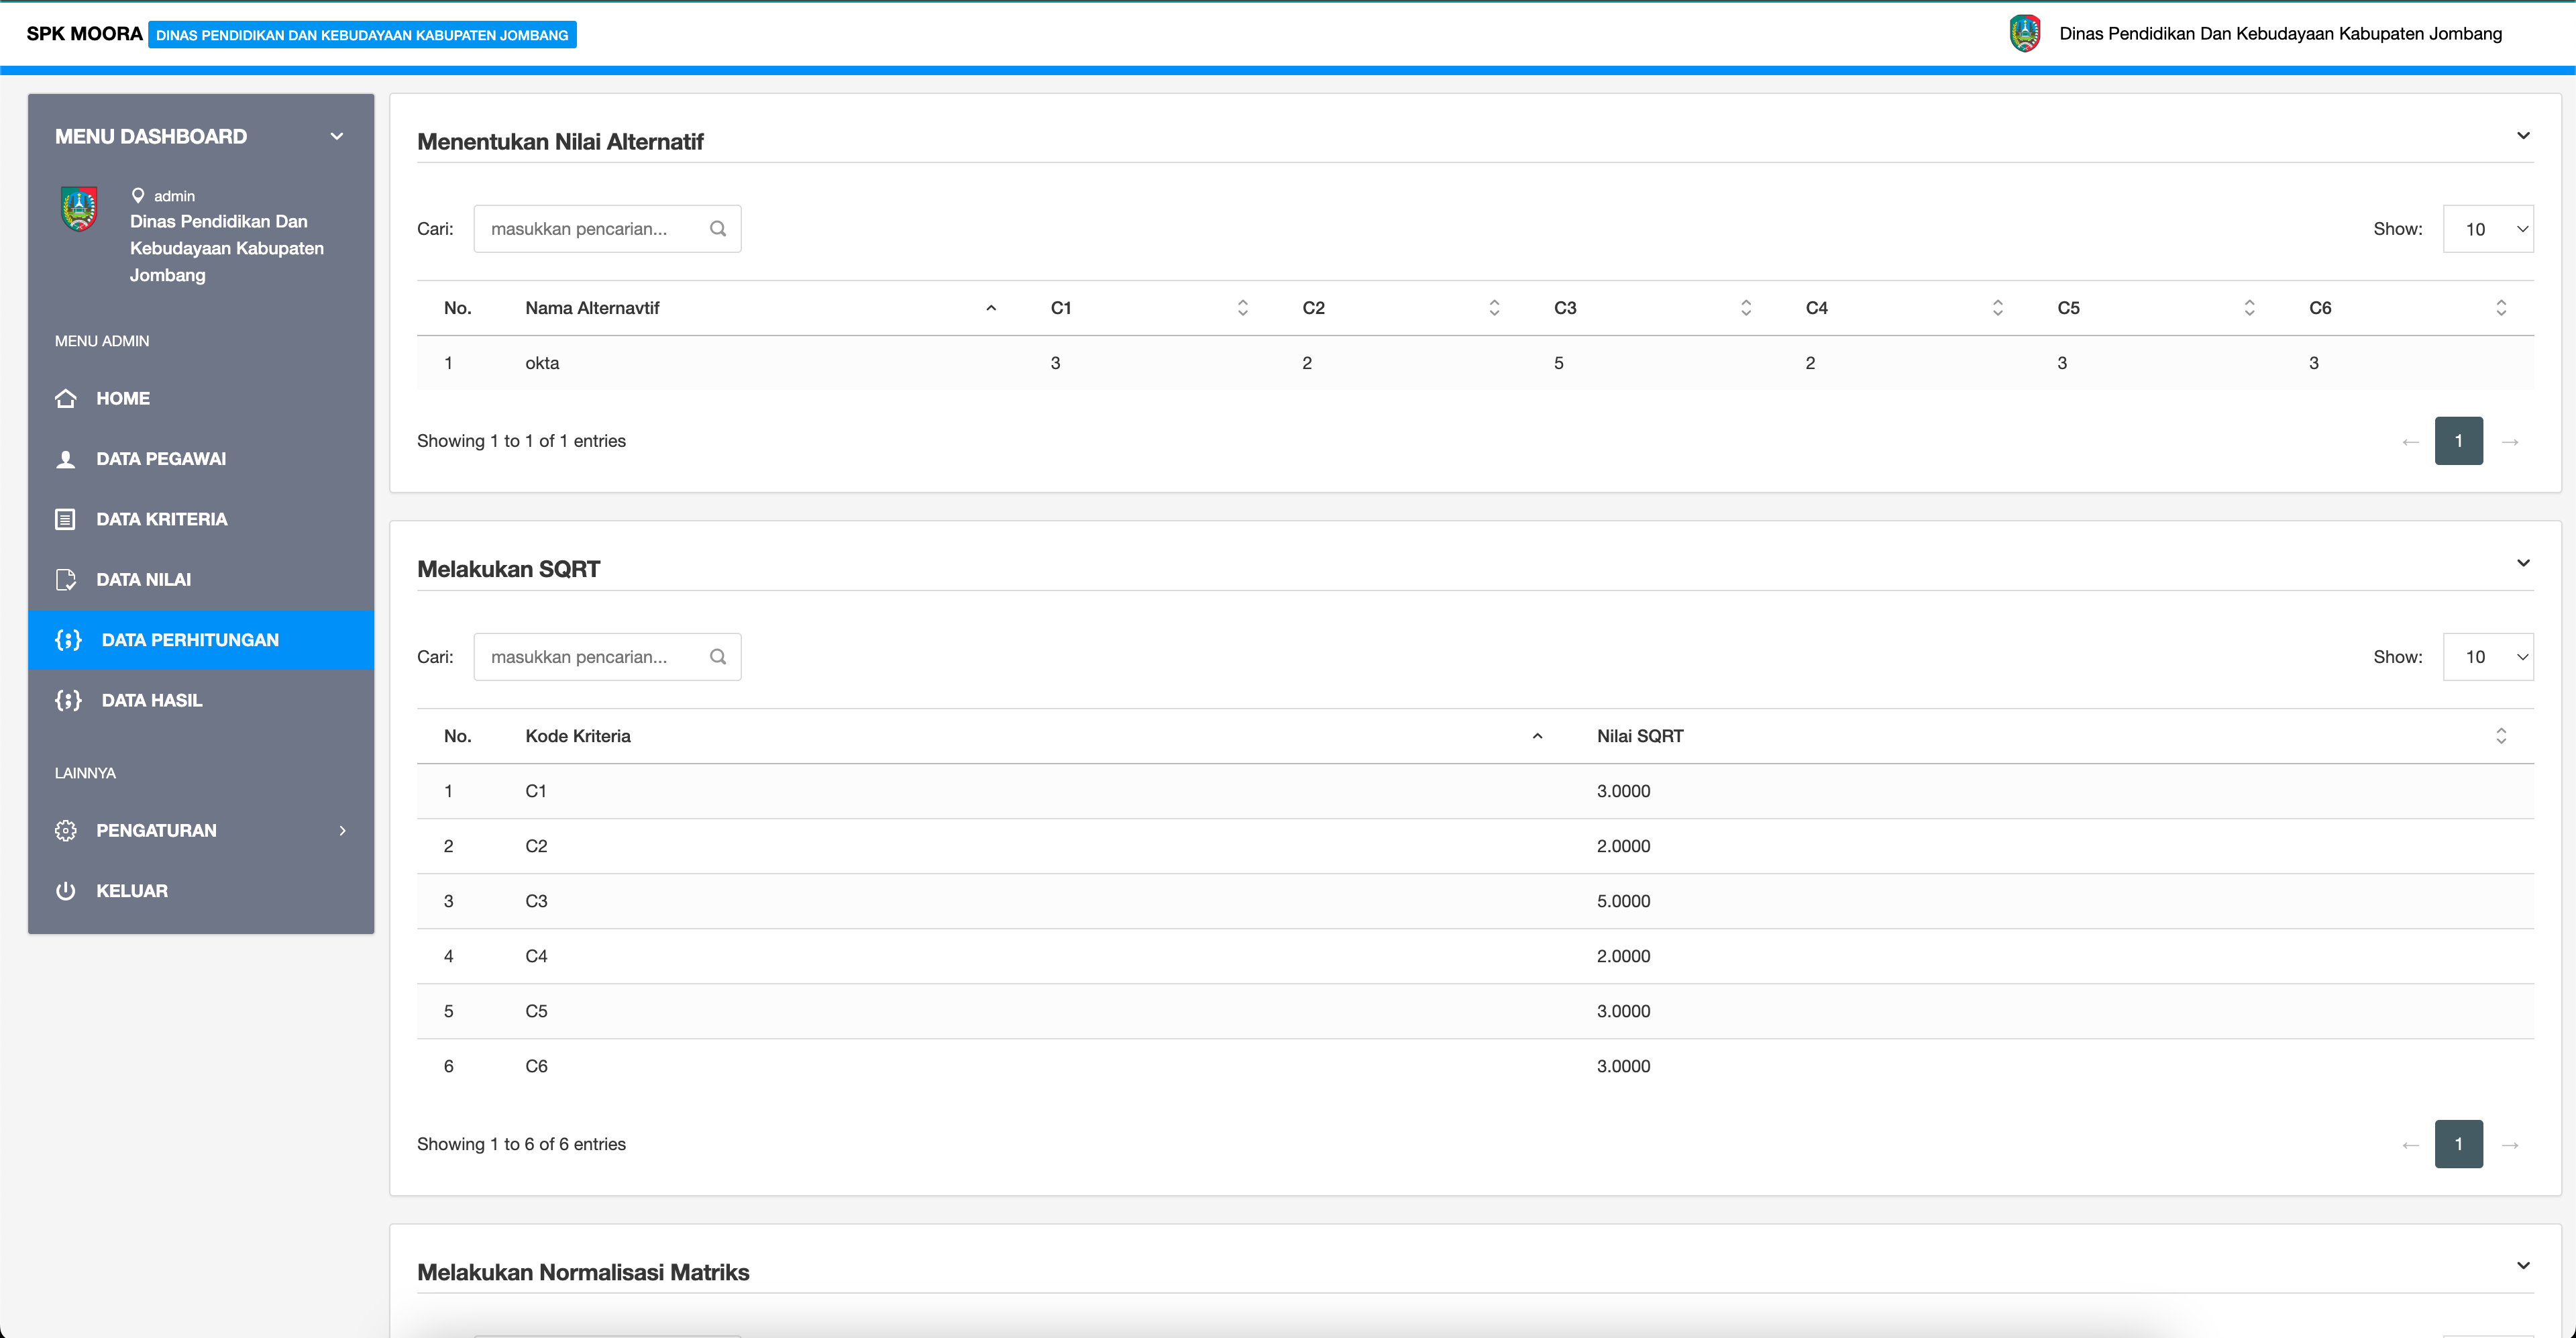 SPK MOORA DINAS PENDIDIKAN DAN KEBUDAYAAN KABUPATEN JOMBANG
Dinas Pendidikan Dan Kebudayaan Kabupaten Jombang
MENU DASHBOARD
admin
Dinas Pendidikan Dan
Kebudayaan Kabupaten
Jombang
MENU ADMIN
HOME
DATA PEGAWAI
DATA KRITERIA
DATA NILAI
DATA PERHITUNGAN
DATA HASIL
LAINNYA
PENGATURAN
KELUAR
Menentukan Nilai Alternatif
Cari: masukkan pencarian... Show: 10
No. Nama Alternavtif C1 C2 C3 C4 C5 C6
1 okta 3 2 5 2 3 3
Showing 1 to 1 of 1 entries ← 1 →
Melakukan SQRT
Cari: masukkan pencarian... Show: 10
No. Kode Kriteria Nilai SQRT
1 C1 3.0000
2 C2 2.0000
3 C3 5.0000
4 C4 2.0000
5 C5 3.0000
6 C6 3.0000
Showing 1 to 6 of 6 entries ← 1 →
Melakukan Normalisasi Matriks